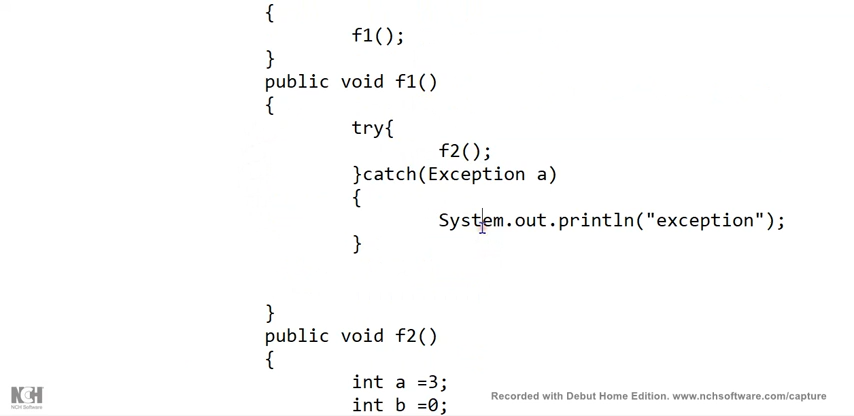 {
f1();
}
public void f1()
{
try{
f2();
}catch(Exception a)
{
System.out.println("exception");
}
}
public void f2()
{
int a =3;
int b =0;
NCH
NCH Software
Recorded with Debut Home Edition. www.nchsoftware.com/capture